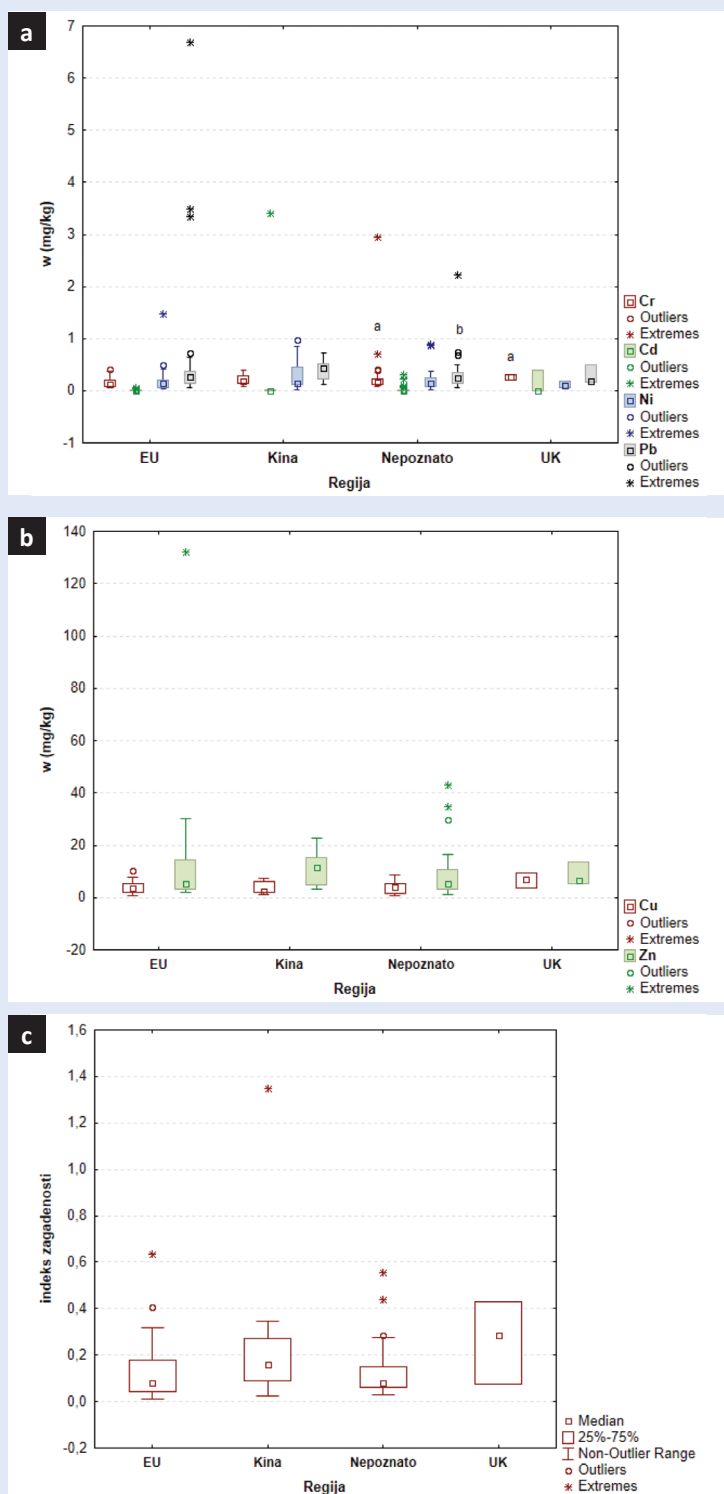 a
7
6
5
4
3
2
1
0
-1
w (mg/kg)
a
b
a
EU Kina Nepoznato UK
Regija
Cr
Outliers
Extremes
Cd
Outliers
Extremes
Ni
Outliers
Extremes
Pb
Outliers
Extremes
b
140
120
100
80
60
40
20
0
-20
w (mg/kg)
EU Kina Nepoznato UK
Regija
Cu
Outliers
Extremes
Zn
Outliers
Extremes
c
1,6
1,4
1,2
1,0
0,8
0,6
0,4
0,2
0,0
-0,2
indeks zagađenosti
EU Kina Nepoznato UK
Regija
Median
25%-75%
Non-Outlier Range
Outliers
Extremes